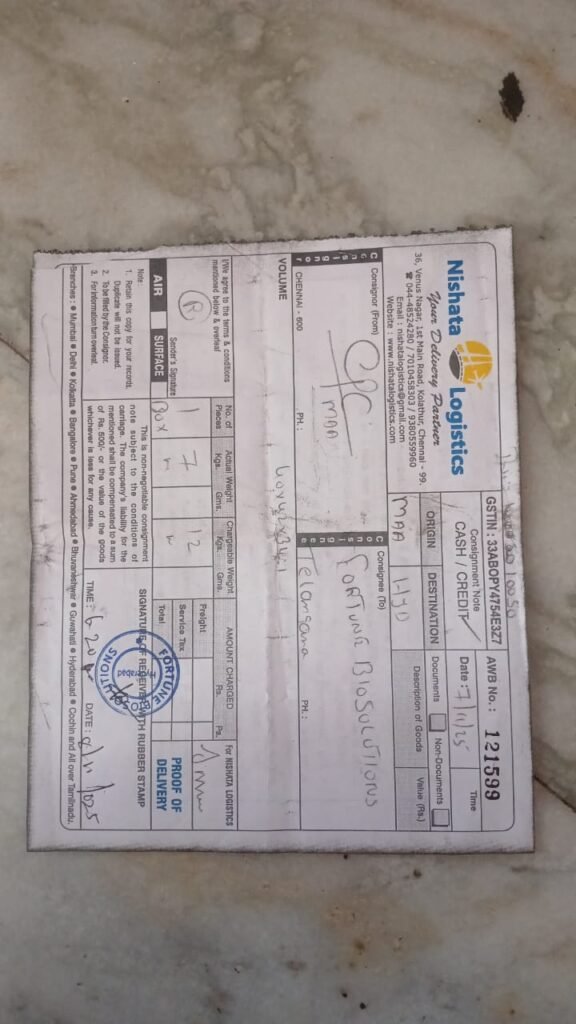 Nishata Logistics
Your Delivery Partner
36, Venus Nagar, 1st Main Road, Kolathur, Chennai - 99.
☎ 044-48524280 / 7010458303 / 9380559960
Email : nishatalogistics@gmail.com
Website : www.nishatalogistics.com
GSTIN : 33ABOPY4754E3Z7
AWB No.: 121599
Consignment Note
CASH / CREDIT
Date : 7/11/25
Time
ORIGIN
DESTINATION
Documents
Non-Documents
MAA
HYD
Description of Goods
Value (Rs.)
Consignor
Consignor (From)
CPC
MAA
CHENNAI - 600
PH. :
Consignee
Consignee (To)
FORTUNE BIOSOLUTIONS
Telangana
PH. :
VOLUME
I/We agree to the terms & conditions mentioned below & overleaf
No. of Pieces
Actual Weight
Kgs. Gms.
Chargeable Weight
Kgs. Gms.
AMOUNT CHARGED
Rs. Ps.
For NISHATA LOGISTICS
R
Sender's Signature
1
Box
7
12
Freight
Service Tax
Total
AIR
SURFACE
PROOF OF DELIVERY
Note :
1. Retain this copy for your records. Duplicate will not be issued.
2. To be filled by the Consigner.
3. For information turn overleaf.
This is non-negotiable consignment note subject to the conditions of carriage. The company's liability for the mentioned shall be compensated to a sum of Rs. 500/- or the value of the goods whichever is less for any cause.
SIGNATURE OF RECEIVER WITH RUBBER STAMP
FORTUNE BIOSOLUTIONS
TIME :
DATE :
Branches : ● Mumbai ● Delhi ● Kolkatta ● Bangalore ● Pune ● Ahmedabad ● Bhuvaneshwar ● Guwahati ● Hyderabad ● Cochin and All over Tamilnadu.